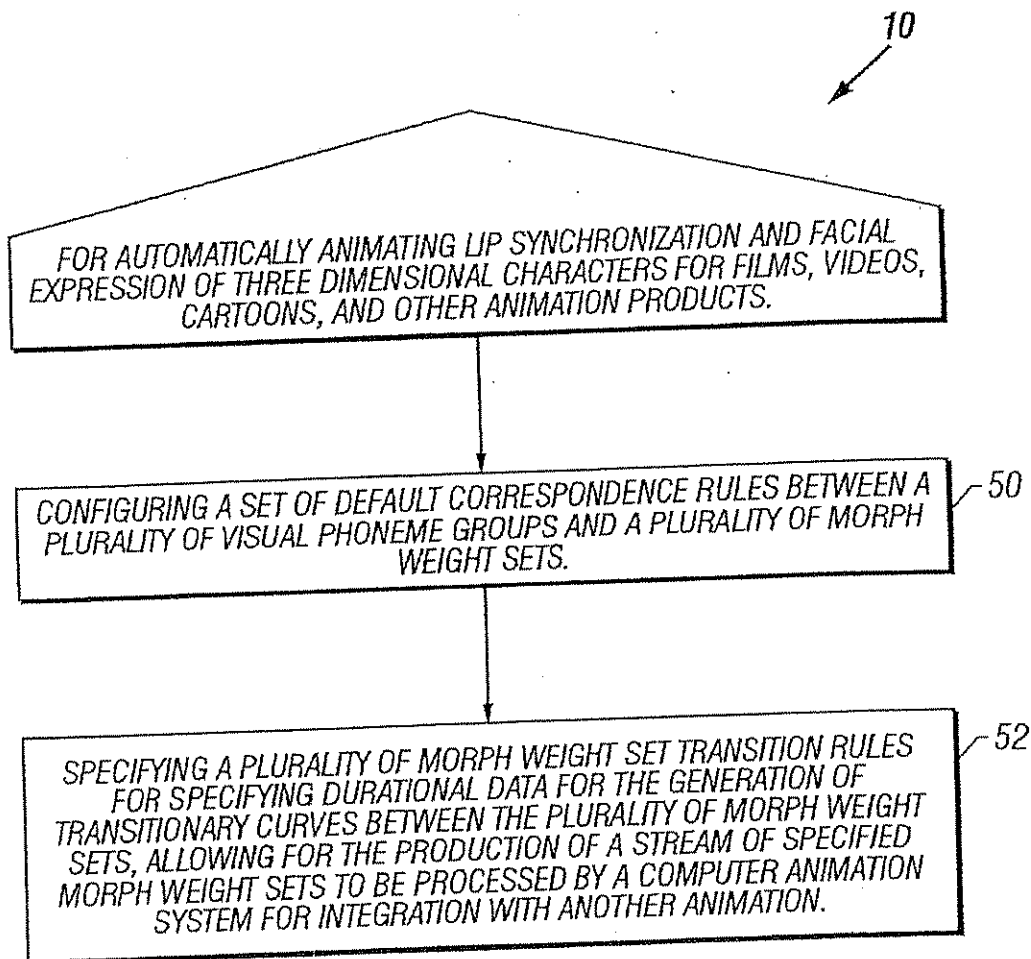 10
FOR AUTOMATICALLY ANIMATING LIP SYNCHRONIZATION AND FACIAL
EXPRESSION OF THREE DIMENSIONAL CHARACTERS FOR FILMS, VIDEOS,
CARTOONS, AND OTHER ANIMATION PRODUCTS.
CONFIGURING A SET OF DEFAULT CORRESPONDENCE RULES BETWEEN A
PLURALITY OF VISUAL PHONEME GROUPS AND A PLURALITY OF MORPH
WEIGHT SETS.
50
SPECIFYING A PLURALITY OF MORPH WEIGHT SET TRANSITION RULES
FOR SPECIFYING DURATIONAL DATA FOR THE GENERATION OF
TRANSITIONARY CURVES BETWEEN THE PLURALITY OF MORPH WEIGHT
SETS, ALLOWING FOR THE PRODUCTION OF A STREAM OF SPECIFIED
MORPH WEIGHT SETS TO BE PROCESSED BY A COMPUTER ANIMATION
SYSTEM FOR INTEGRATION WITH ANOTHER ANIMATION.
52